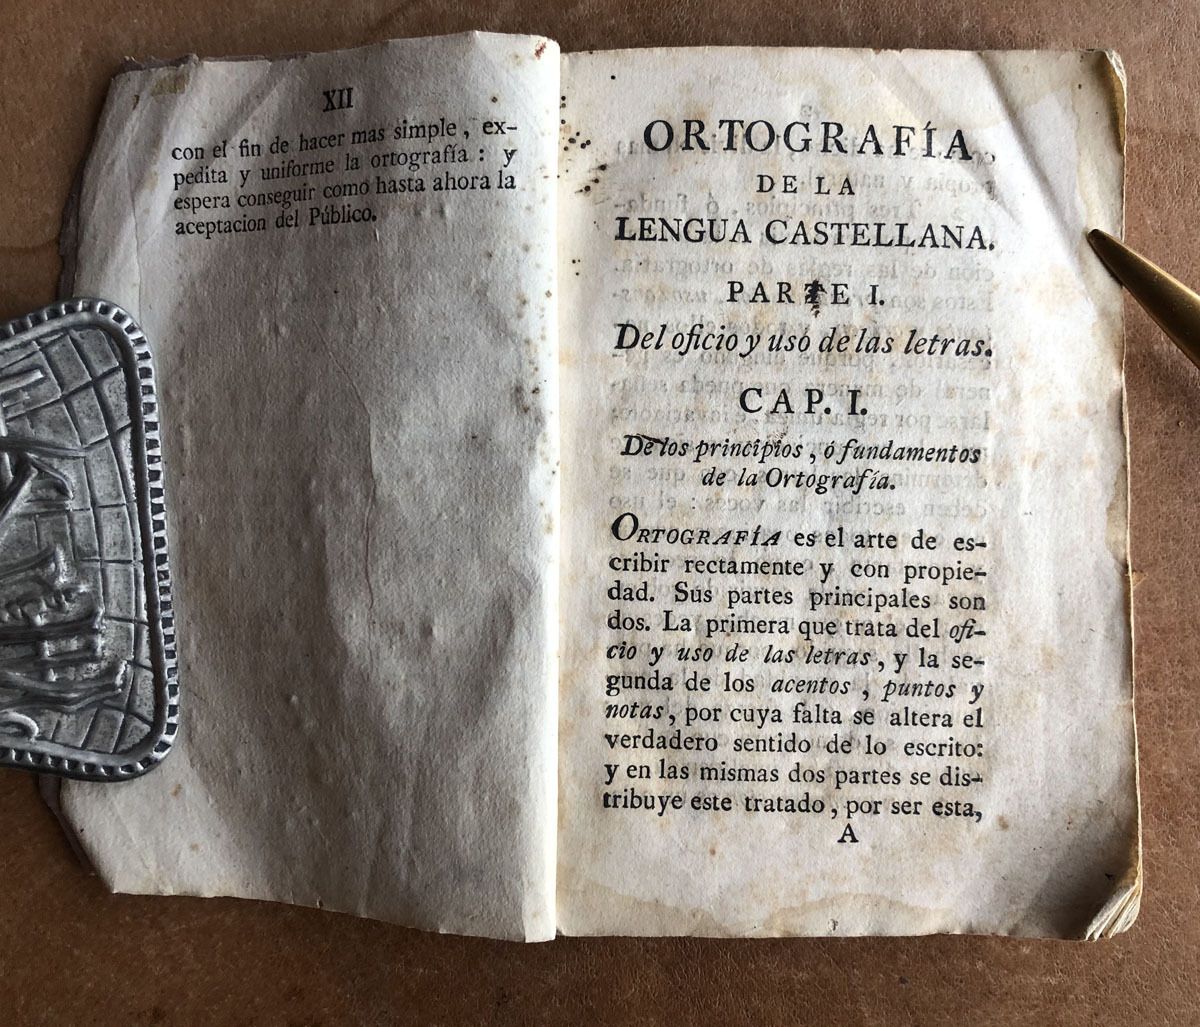 XII
con el fin de hacer mas simple, ex-
pedita y uniforme la ortografía: y
espera conseguir como hasta ahora la
aceptacion del Público.
ORTOGRAFÍA
DE LA
LENGUA CASTELLANA.
PARTE I.
Del oficio y uso de las letras.
CAP. I.
De los principios, ó fundamentos
de la Ortografía.
ORTOGRAFÍA es el arte de es-
cribir rectamente y con propie-
dad. Sus partes principales son
dos. La primera que trata del ofi-
cio y uso de las letras, y la se-
gunda de los acentos, puntos y
notas, por cuya falta se altera el
verdadero sentido de lo escrito:
y en las mismas dos partes se dis-
tribuye este tratado, por ser esta,
A